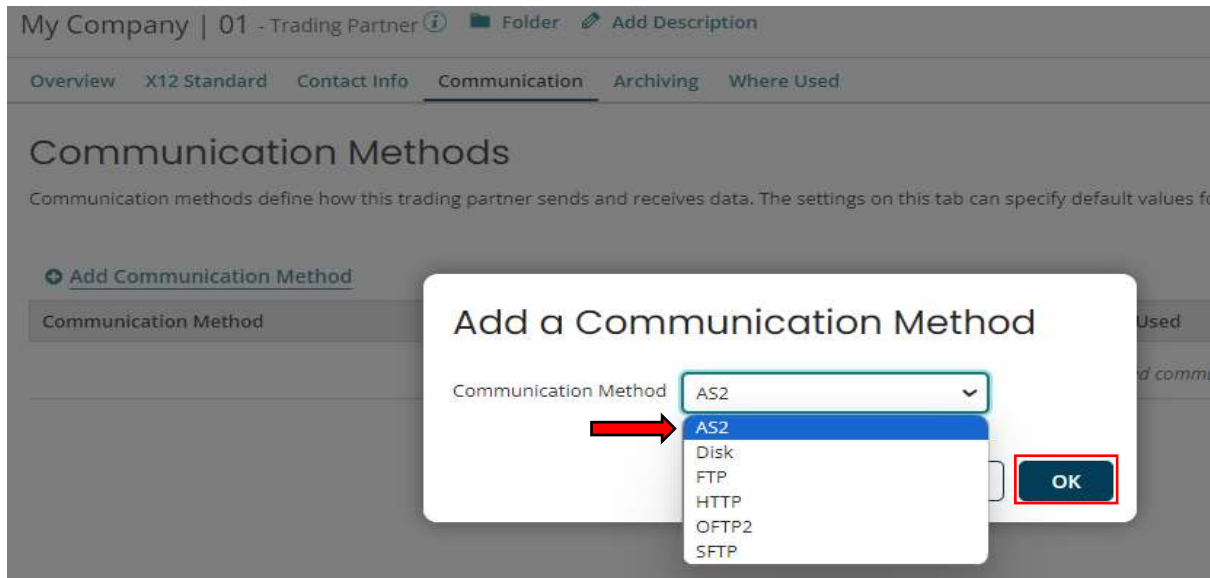 My Company | 01 - Trading Partner i Folder Add Description
Overview X12 Standard Contact Info Communication Archiving Where Used
Communication Methods
Communication methods define how this trading partner sends and receives data. The settings on this tab can specify default values
Add Communication Method
Communication Method
Used
Add a Communication Method
Communication Method AS2
AS2
Disk
FTP
HTTP
OFTP2
SFTP
OK